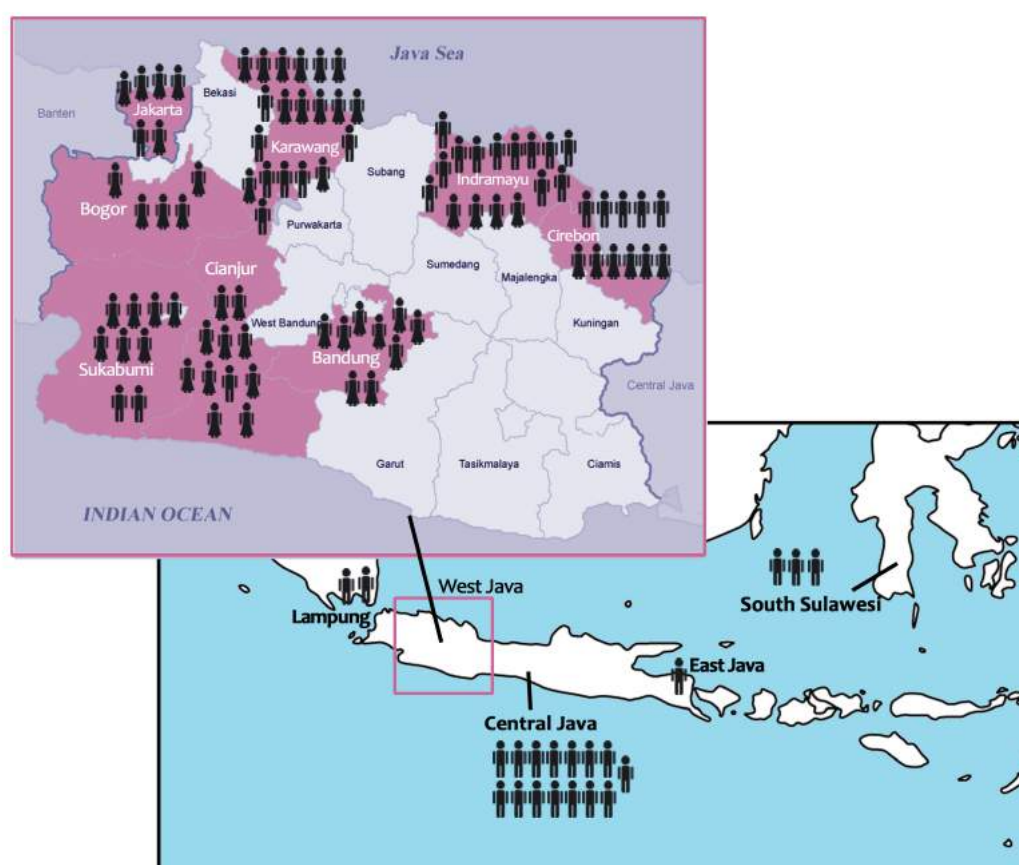 Java Sea
Bekasi
Jakarta
Banten
Karawang
Subang
Indramayu
Bogor
Purwakarta
Cirebon
Cianjur
Sumedang
Majalengka
West Bandung
Kuningan
Bandung
Sukabumi
Central Java
Garut
Tasikmalaya
Ciamis
INDIAN OCEAN
West Java
Lampung
South Sulawesi
East Java
Central Java